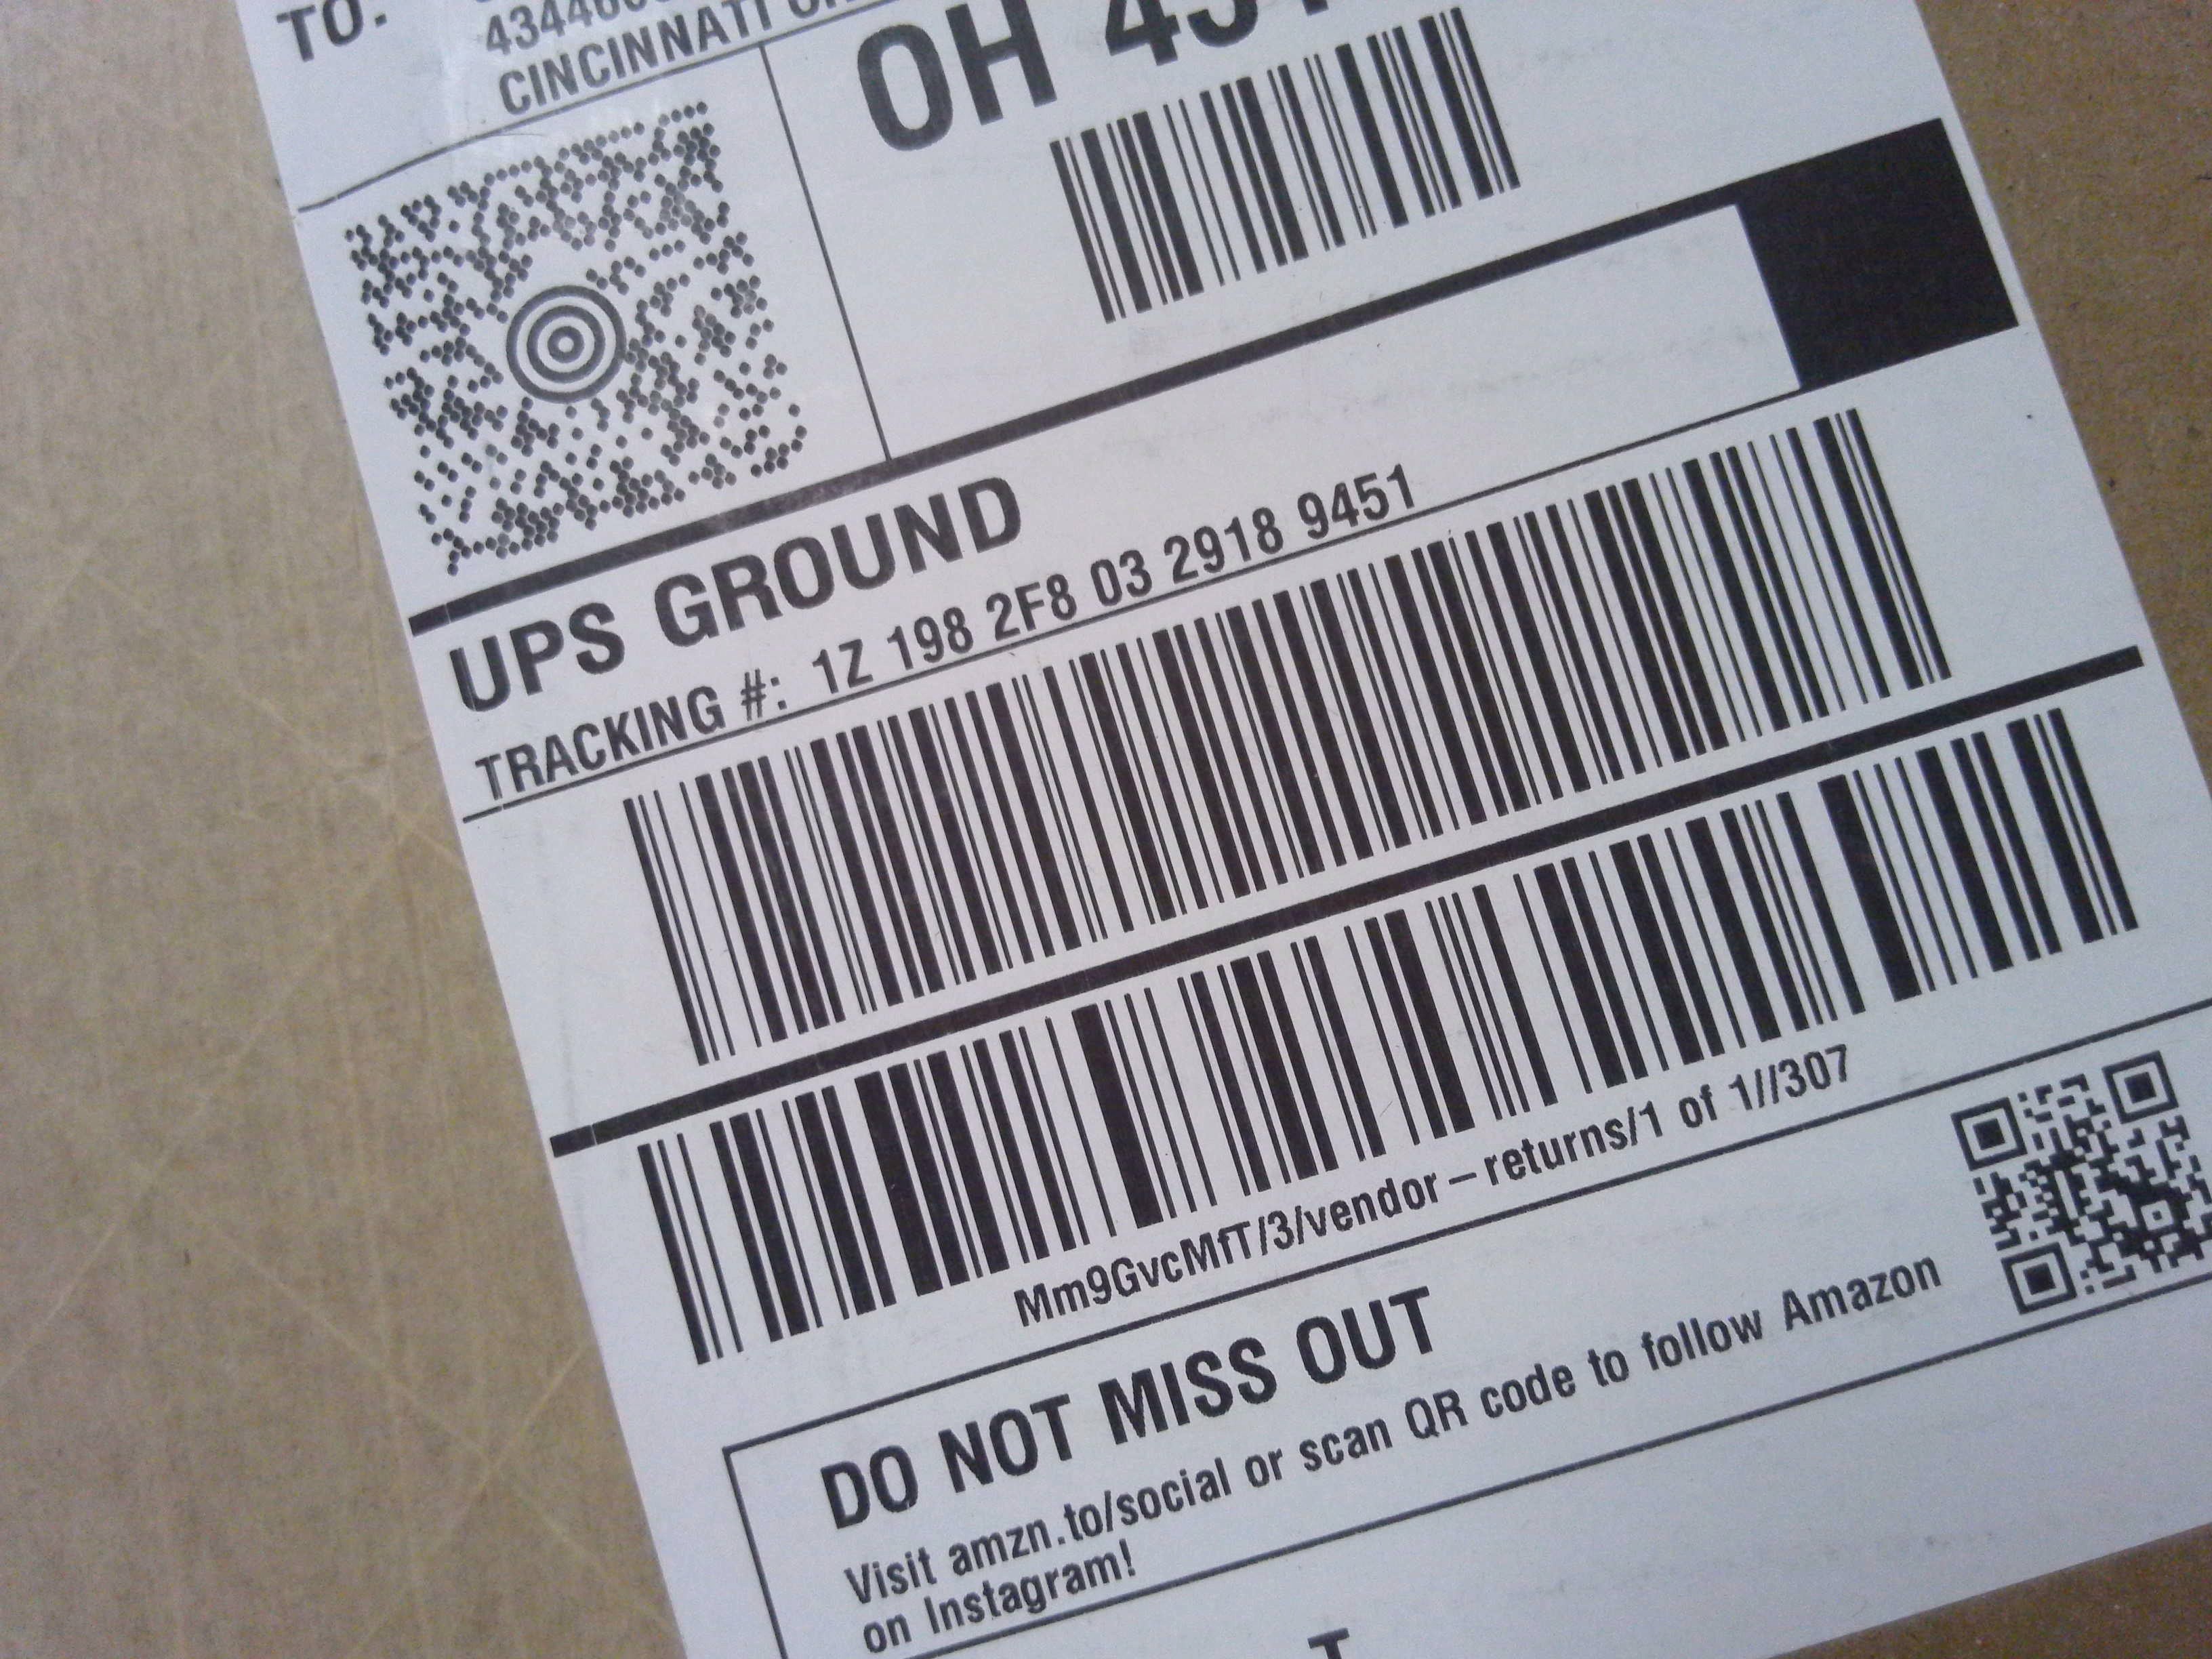 TO:
CINCINNATI
OH
UPS GROUND
TRACKING #: 1Z 198 2F8 03 2918 9451
Mm9GvcMfT/3/vendor-returns/1 of 1//307
DO NOT MISS OUT
Visit amzn.to/social or scan QR code to follow Amazon
on Instagram!